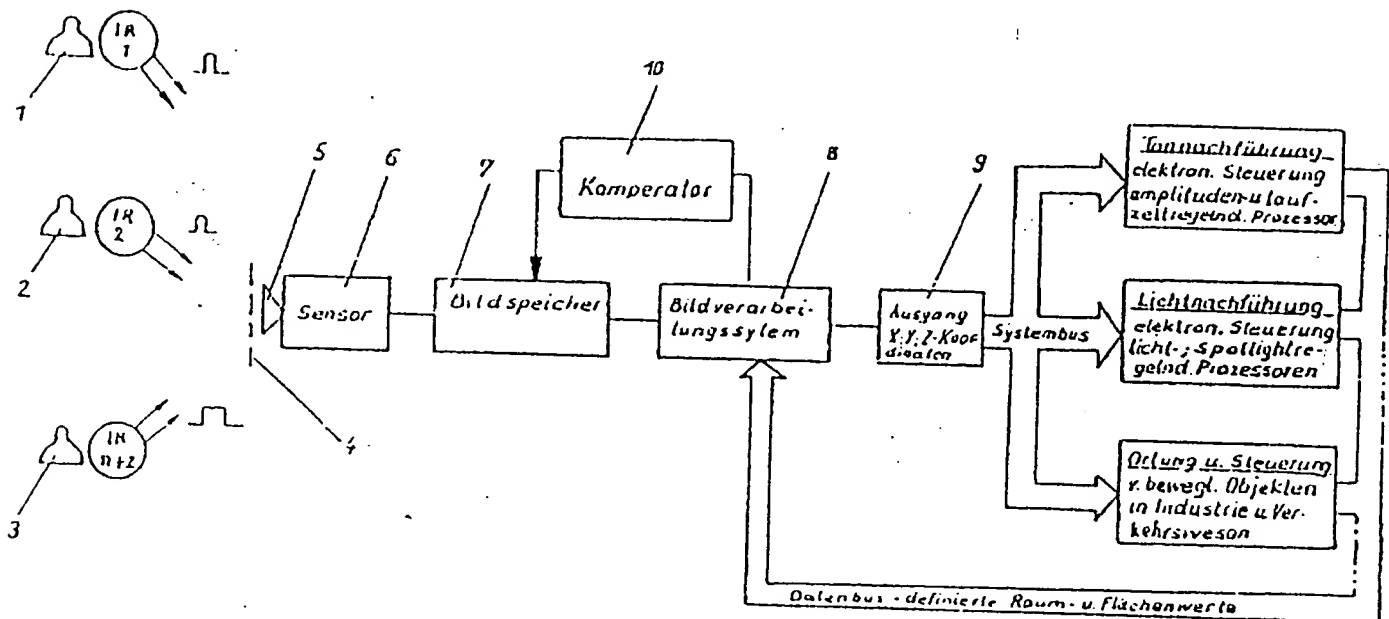 IR
1
1
IR
2
2
IR
n+2
3
4
5
6
Sensor
7
Bildspeicher
10
Komperator
8
Bildverarbei-
tungssytem
9
Ausgang
X,Y,Z-Koor
dinaten
Systembus
Tonnachführung
elektron. Steuerung
amplituden-u lauf-
zeitregelnd. Prozessor
Lichtnachführung
elektron. Steuerung
licht-; Spotlightre-
gelnd. Prozessoren
Ortung u. Steuerung
v. bewegl. Objekten
in Industrie u Ver-
kehrswesen
Datenbus - definierte Raum- u. Flächenwerte